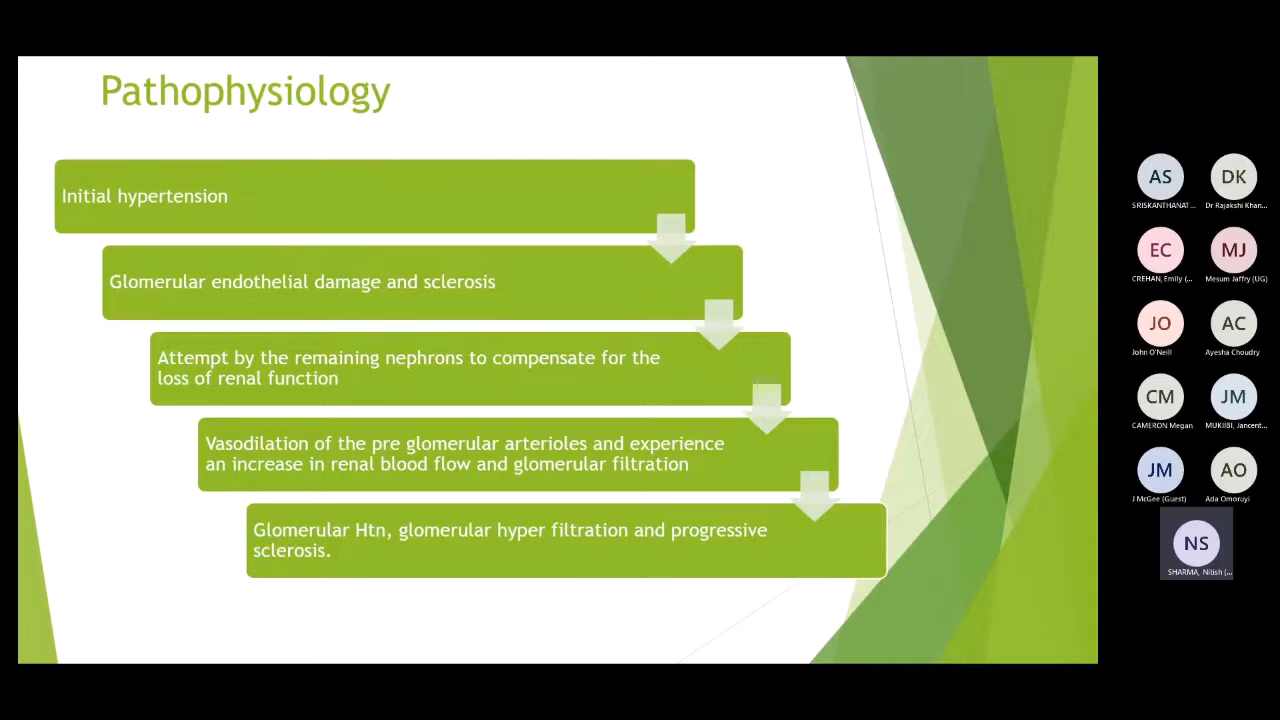 Pathophysiology
Initial hypertension
Glomerular endothelial damage and sclerosis
Attempt by the remaining nephrons to compensate for the
loss of renal function
Vasodilation of the pre glomerular arterioles and experience
an increase in renal blood flow and glomerular filtration
Glomerular Htn, glomerular hyper filtration and progressive
sclerosis.
AS
SRISKANTHANAT...
DK
Dr Rajakshi Khan...
EC
CREHAN, Emily (...
MJ
Mesum Jaffry (UG)
JO
John O'Neill
AC
Ayesha Choudry
CM
CAMERON Megan
JM
MUKIIBI, Jancent...
JM
J McGee (Guest)
AO
Ada Omoruyi
NS
SHARMA, Nitish (...